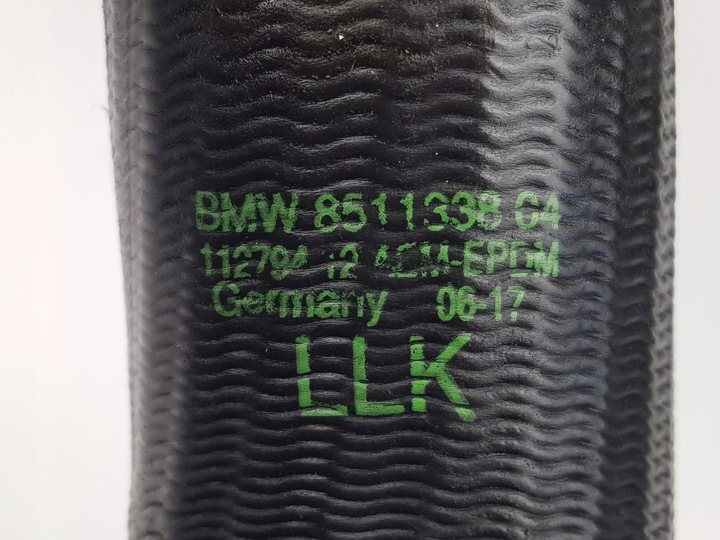 BMW 8511338 04
112794 12 ACM-EPDM
Germany 06-17
LLK